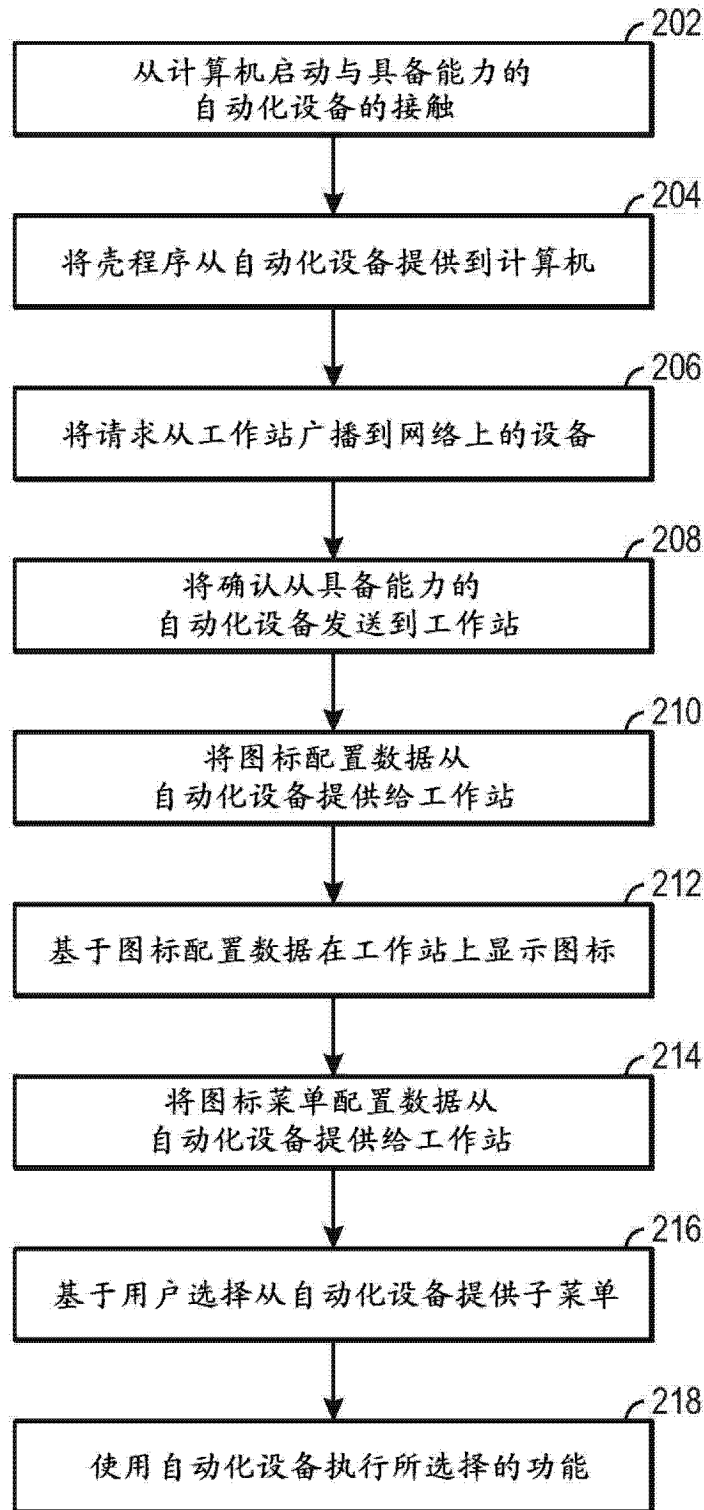 202
从计算机启动与具备能力的
自动化设备的接触
204
将壳程序从自动化设备提供到计算机
206
将请求从工作站广播到网络上的设备
208
将确认从具备能力的
自动化设备发送到工作站
210
将图标配置数据从
自动化设备提供给工作站
212
基于图标配置数据在工作站上显示图标
214
将图标菜单配置数据从
自动化设备提供给工作站
216
基于用户选择从自动化设备提供子菜单
218
使用自动化设备执行所选择的功能